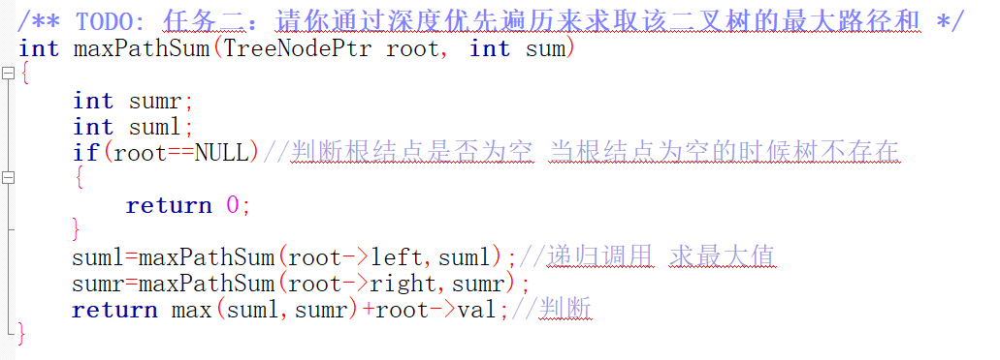 /** TODO: 任务二：请你通过深度优先遍历来求取该二叉树的最大路径和 */
int maxPathSum(TreeNodePtr root, int sum)
{
    int sumr;
    int suml;
    if(root==NULL)//判断根结点是否为空 当根结点为空的时候树不存在
    {
        return 0;
    }
    suml=maxPathSum(root->left,suml);//递归调用 求最大值
    sumr=maxPathSum(root->right,sumr);
    return max(suml,sumr)+root->val;//判断
}